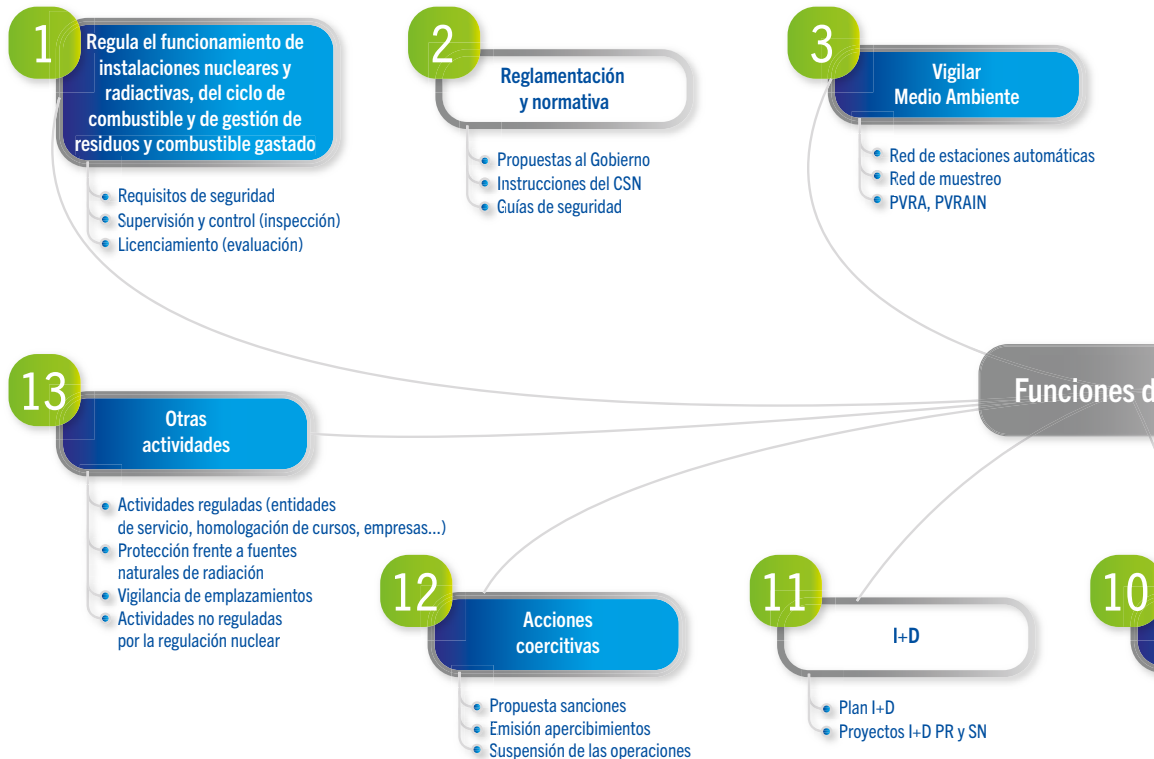 1
Regula el funcionamiento de
instalaciones nucleares y
radiactivas, del ciclo de
combustible y de gestión de
residuos y combustible gastado
Requisitos de seguridad
Supervisión y control (inspección)
Licenciamiento (evaluación)
2
Reglamentación
y normativa
Propuestas al Gobierno
Instrucciones del CSN
Guías de seguridad
3
Vigilar
Medio Ambiente
Red de estaciones automáticas
Red de muestreo
PVRA, PVRAIN
Funciones d
13
Otras
actividades
Actividades reguladas (entidades
de servicio, homologación de cursos, empresas...)
Protección frente a fuentes
naturales de radiación
Vigilancia de emplazamientos
Actividades no reguladas
por la regulación nuclear
12
Acciones
coercitivas
Propuesta sanciones
Emisión apercibimientos
Suspensión de las operaciones
11
I+D
Plan I+D
Proyectos I+D PR y SN
10